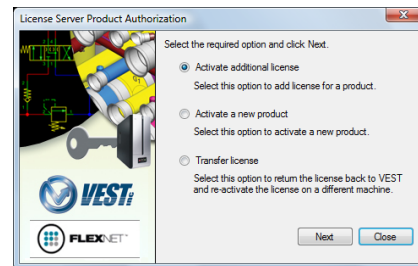 License Server Product Authorization
Select the required option and click Next.
Activate additional license
Select this option to add license for a product.
Activate a new product
Select this option to activate a new product.
Transfer license
Select this option to return the license back to VEST
and re-activate the license on a different machine.
VEST
FLEXNET
Next
Close